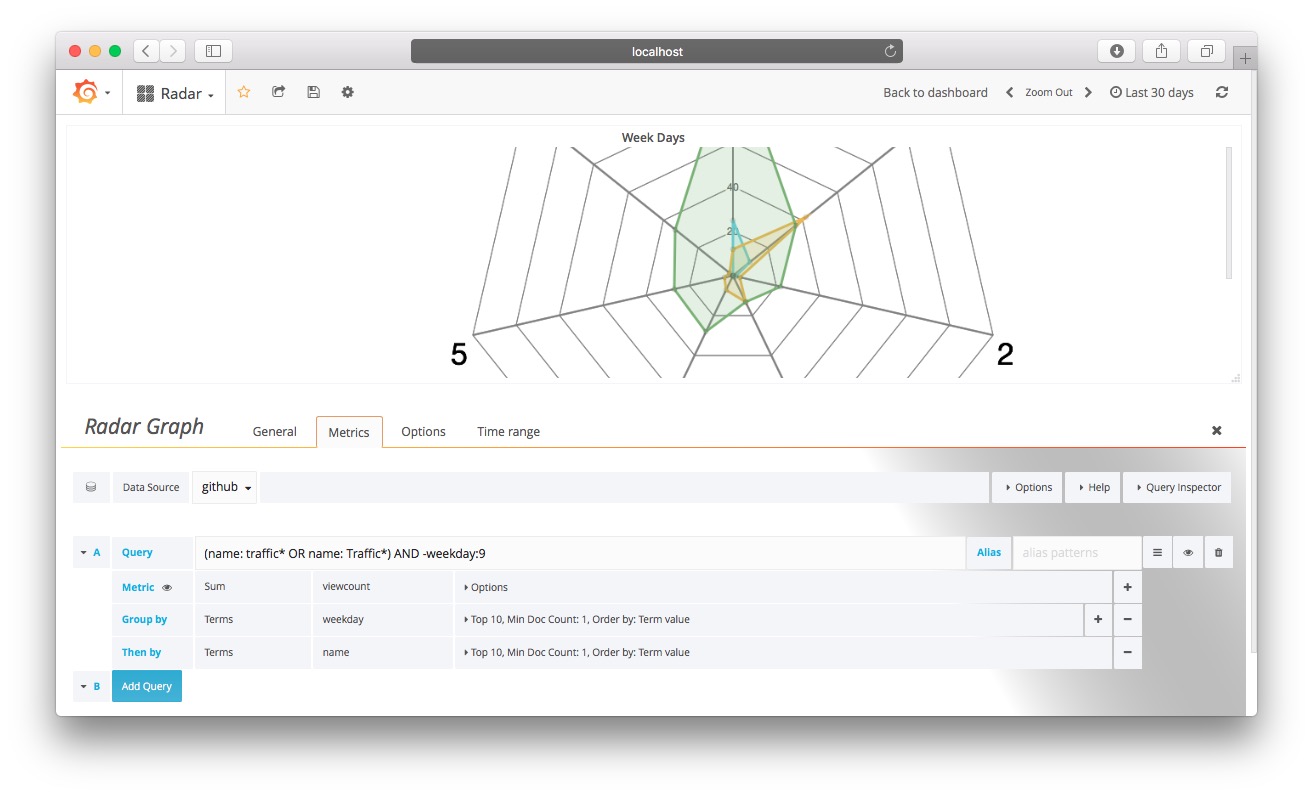 localhost
Radar
Back to dashboard Zoom Out Last 30 days
Week Days
40
20
5
2
Radar Graph General Metrics Options Time range
Data Source github Options Help Query Inspector
A Query (name: traffic* OR name: Traffic*) AND -weekday:9 Alias alias patterns
Metric Sum viewcount Options
Group by Terms weekday Top 10, Min Doc Count: 1, Order by: Term value
Then by Terms name Top 10, Min Doc Count: 1, Order by: Term value
B Add Query